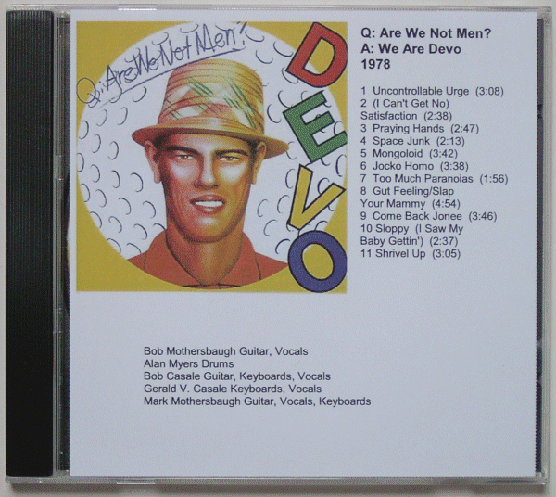 Q: Are We Not Men?
DEVO
Q: Are We Not Men?
A: We Are Devo
1978
1 Uncontrollable Urge (3:08)
2 (I Can't Get No)
Satisfaction (2:38)
3 Praying Hands (2:47)
4 Space Junk (2:13)
5 Mongoloid (3:42)
6 Jocko Homo (3:38)
7 Too Much Paranoias (1:56)
8 Gut Feeling/Slap
Your Mammy (4:54)
9 Come Back Jonee (3:46)
10 Sloppy (I Saw My
Baby Gettin') (2:37)
11 Shrivel Up (3:05)
Bob Mothersbaugh Guitar, Vocals
Alan Myers Drums
Bob Casale Guitar, Keyboards, Vocals
Gerald V. Casale Keyboards, Vocals
Mark Mothersbaugh Guitar, Vocals, Keyboards